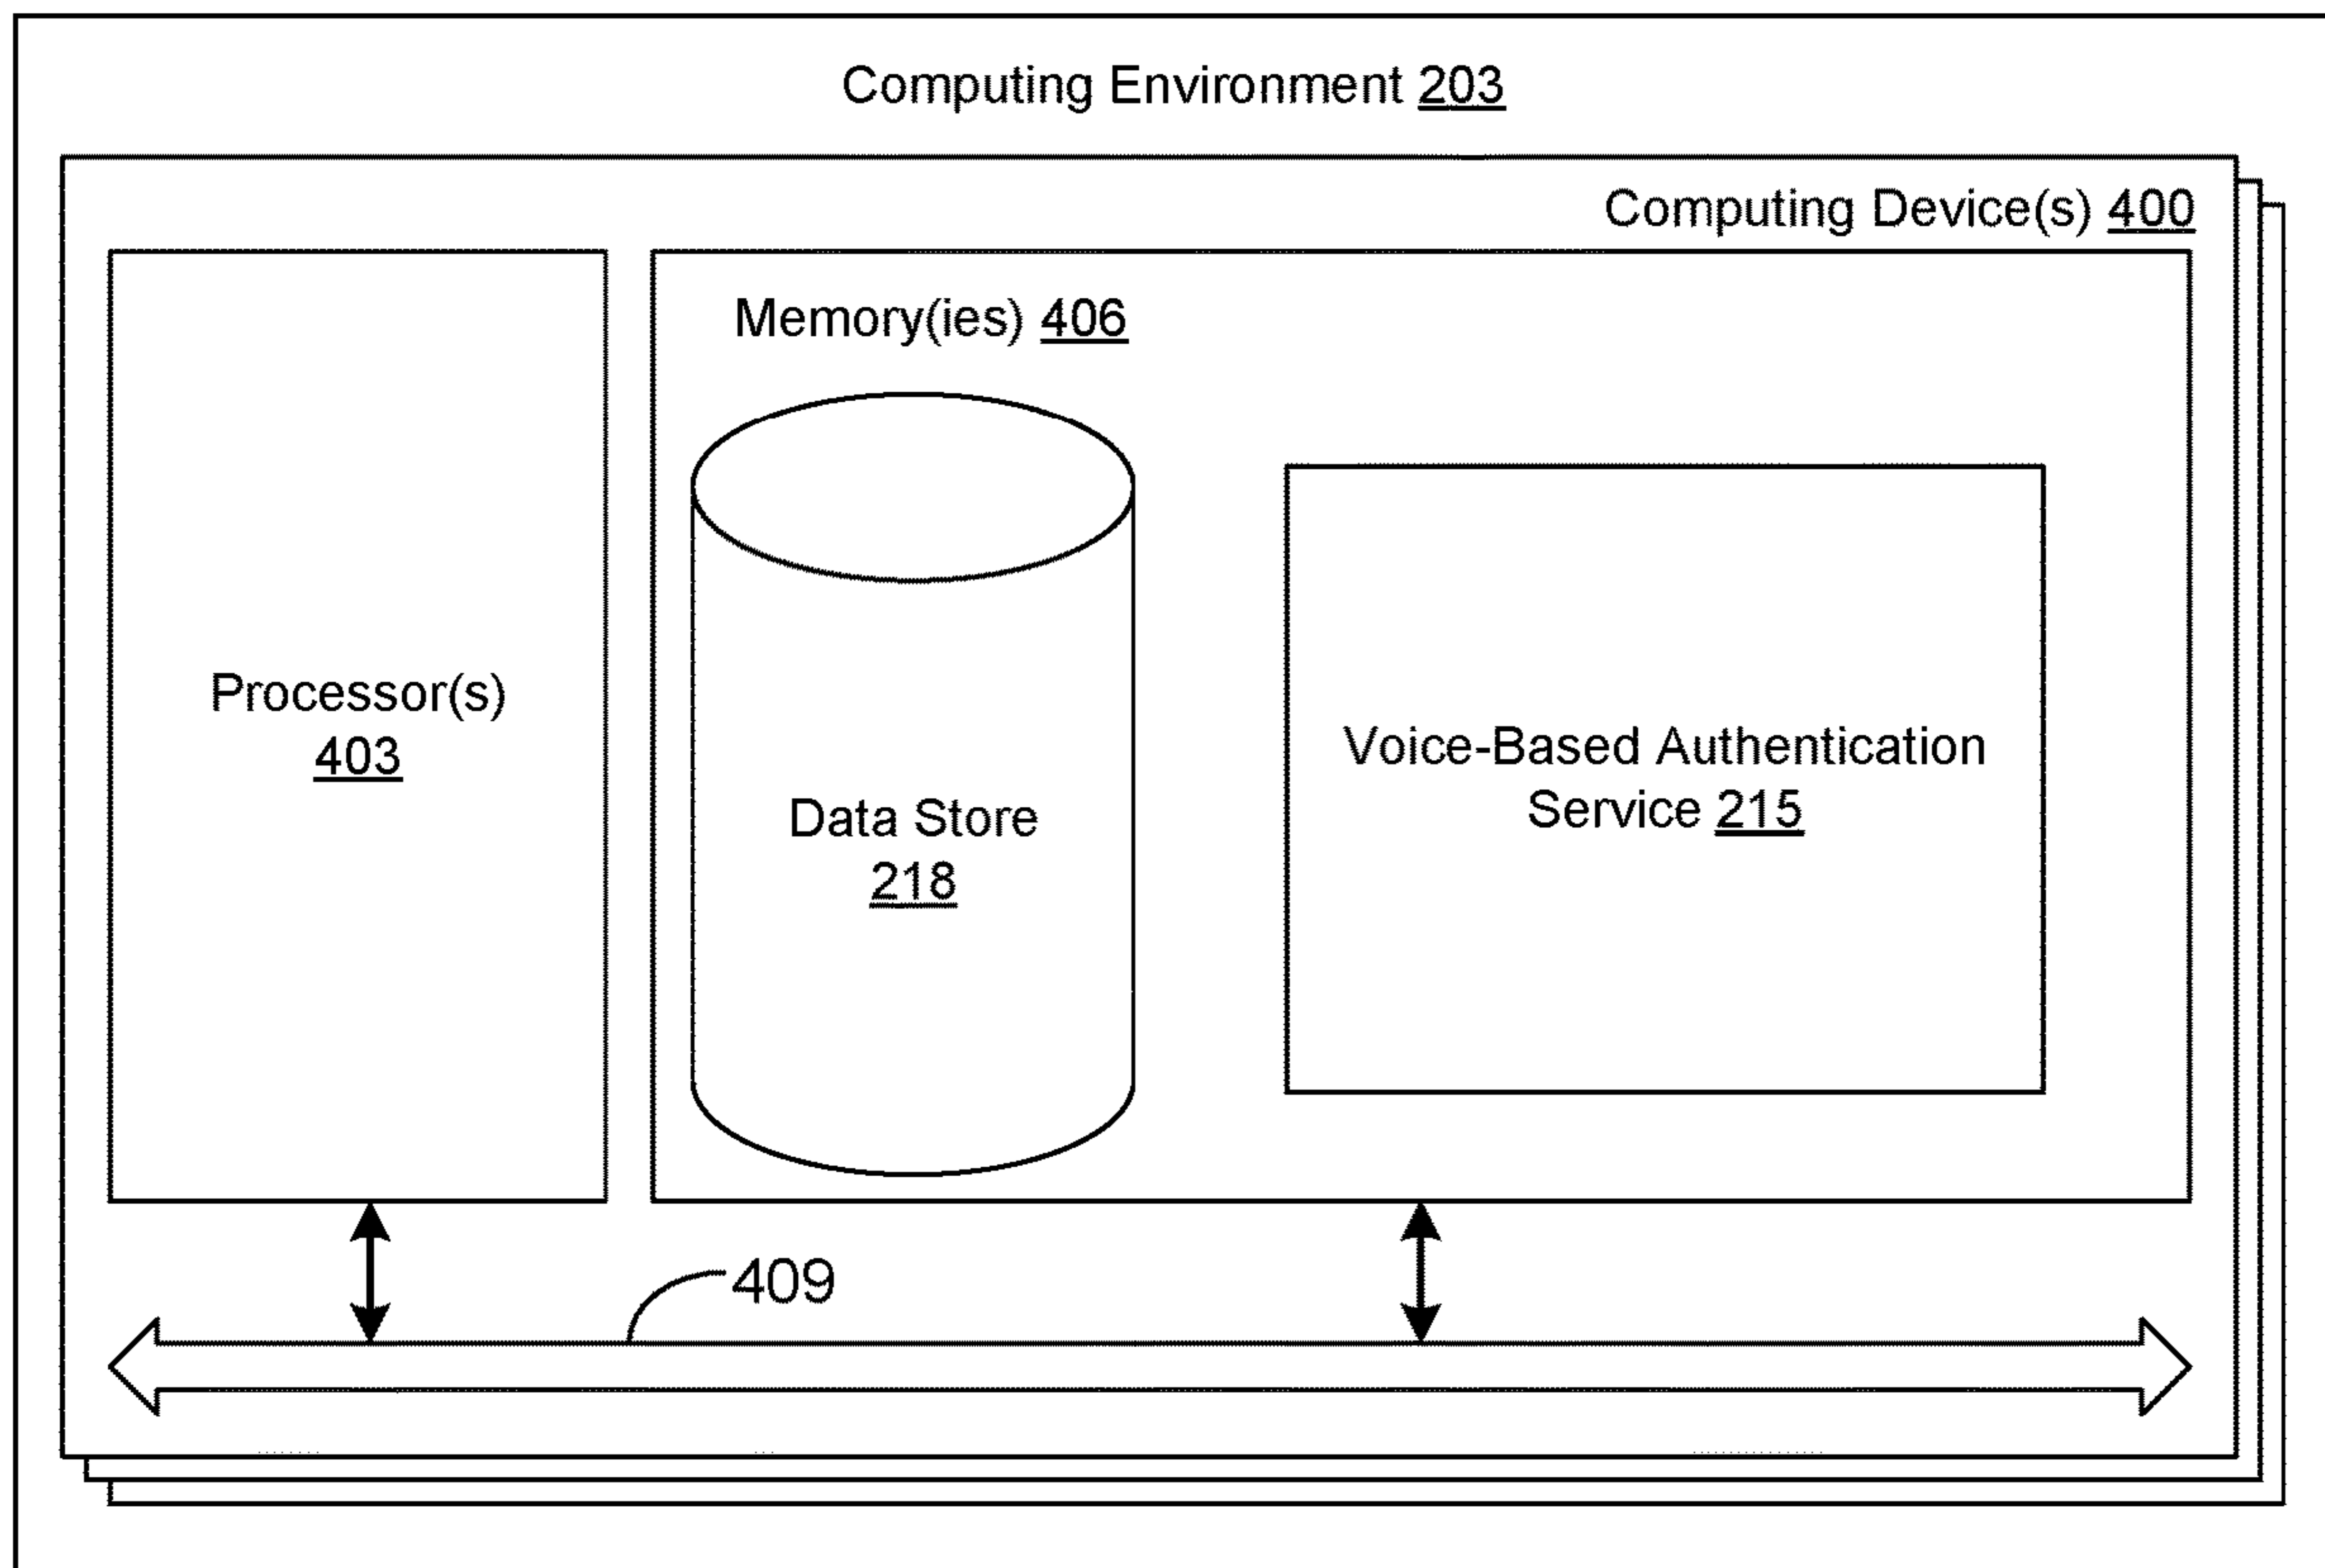 Computing Environment 203
Computing Device(s) 400
Memory(ies) 406
Processor(s)
403
Data Store
218
Voice-Based Authentication
Service 215
409